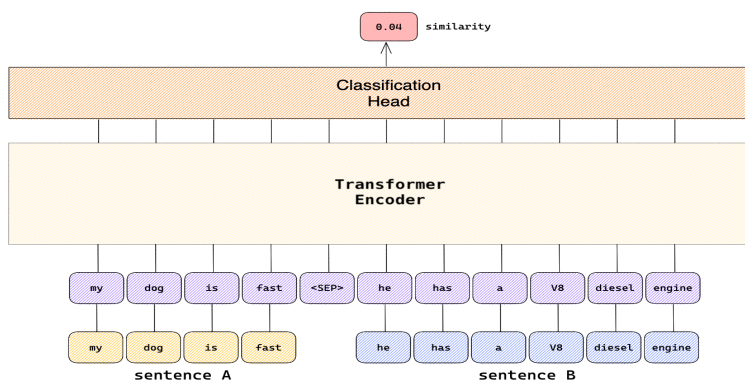 0.04 similarity
Classification
Head
Transformer
Encoder
my dog is fast <SEP> he has a V8 diesel engine
my dog is fast he has a V8 diesel engine
sentence A sentence B